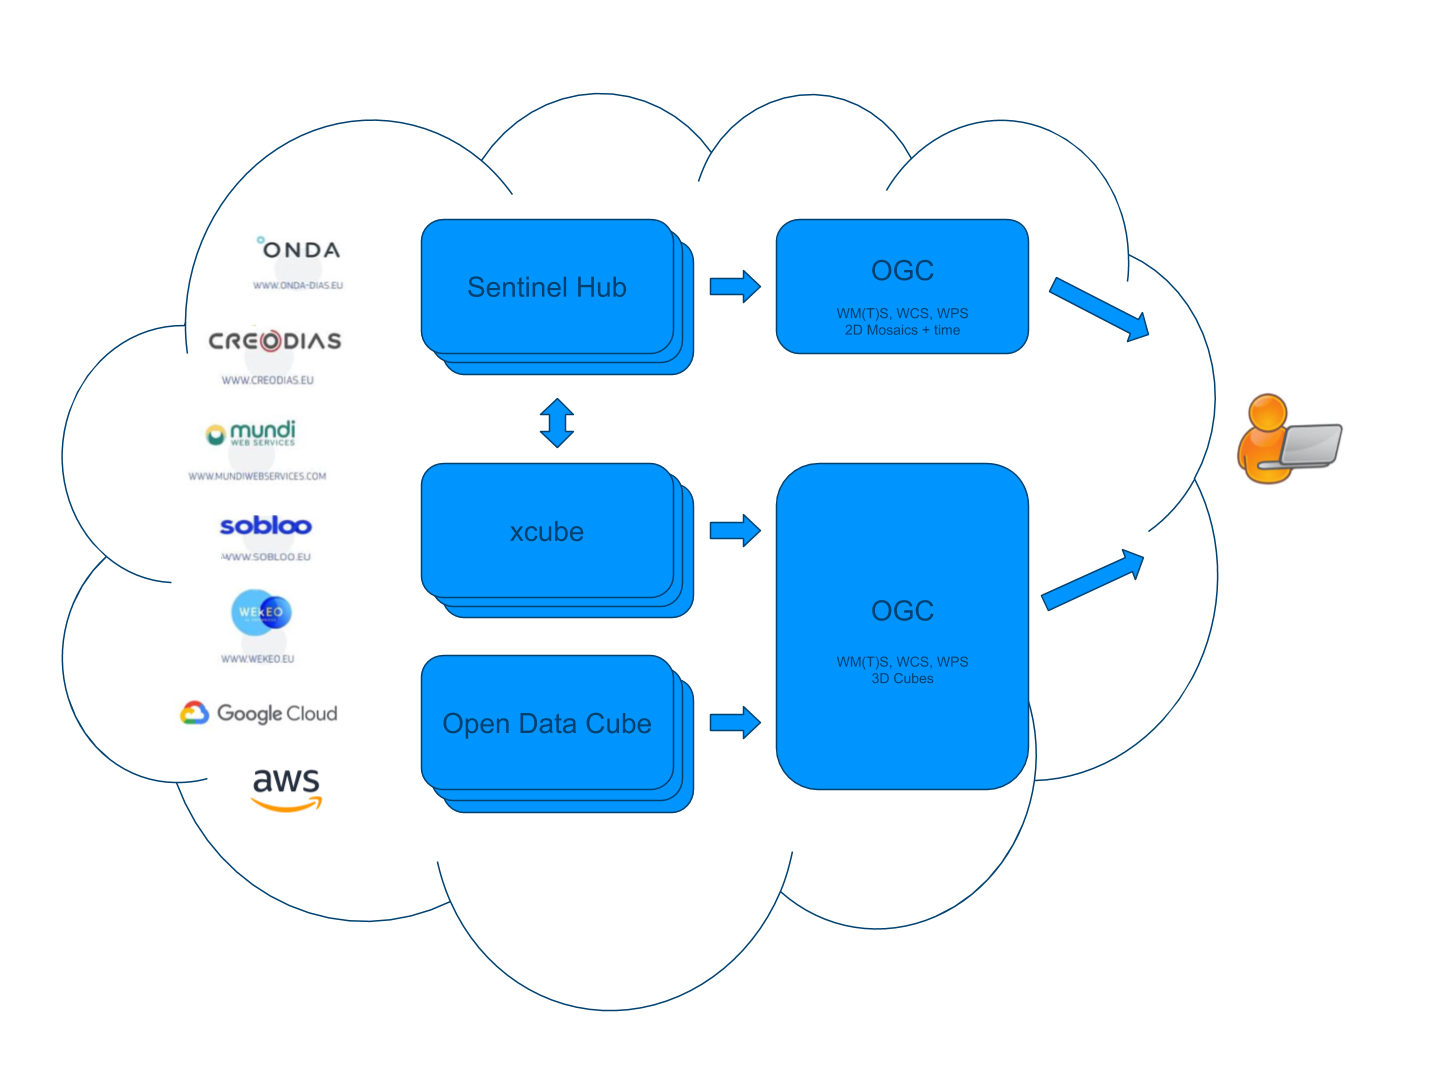 ONDA
WWW.ONDA-DIAS.EU
CREODIAS
WWW.CREODIAS.EU
mundi
WEB SERVICES
WWW.MUNDIWEBSERVICES.COM
sobloo
WWW.SOBLOO.EU
WEkEO
WWW.WEKEO.EU
Google Cloud
aws
Sentinel Hub
OGC
WM(T)S, WCS, WPS
2D Mosaics + time
xcube
OGC
WM(T)S, WCS, WPS
3D Cubes
Open Data Cube